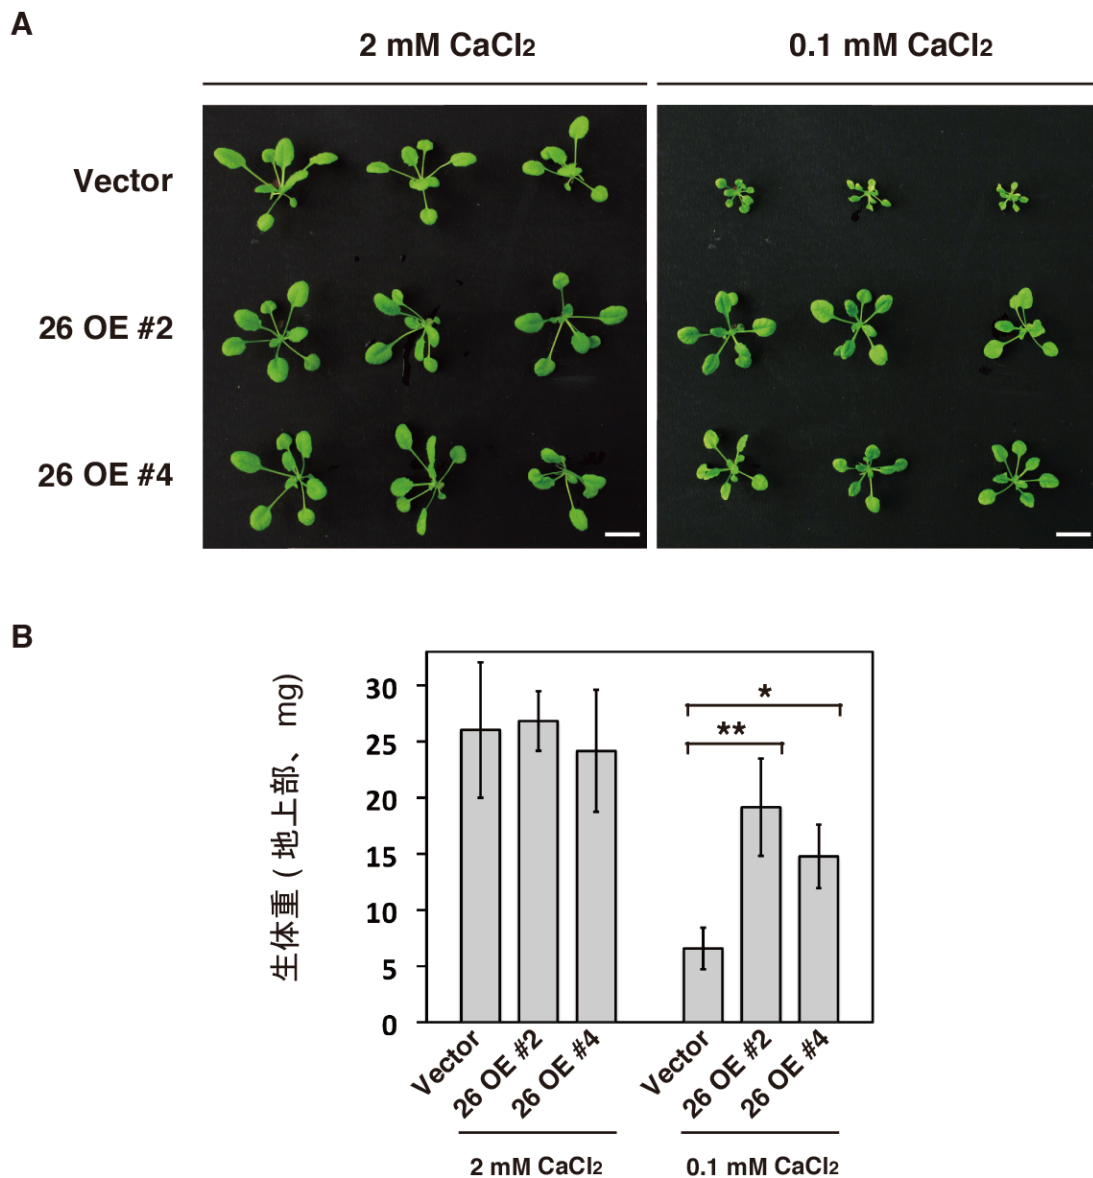 A
2 mM CaCl2
0.1 mM CaCl2
Vector
26 OE #2
26 OE #4
B
生体重 ( 地上部、 mg)
30
25
20
15
10
5
0
*
**
Vector
26 OE #2
26 OE #4
Vector
26 OE #2
26 OE #4
2 mM CaCl2
0.1 mM CaCl2